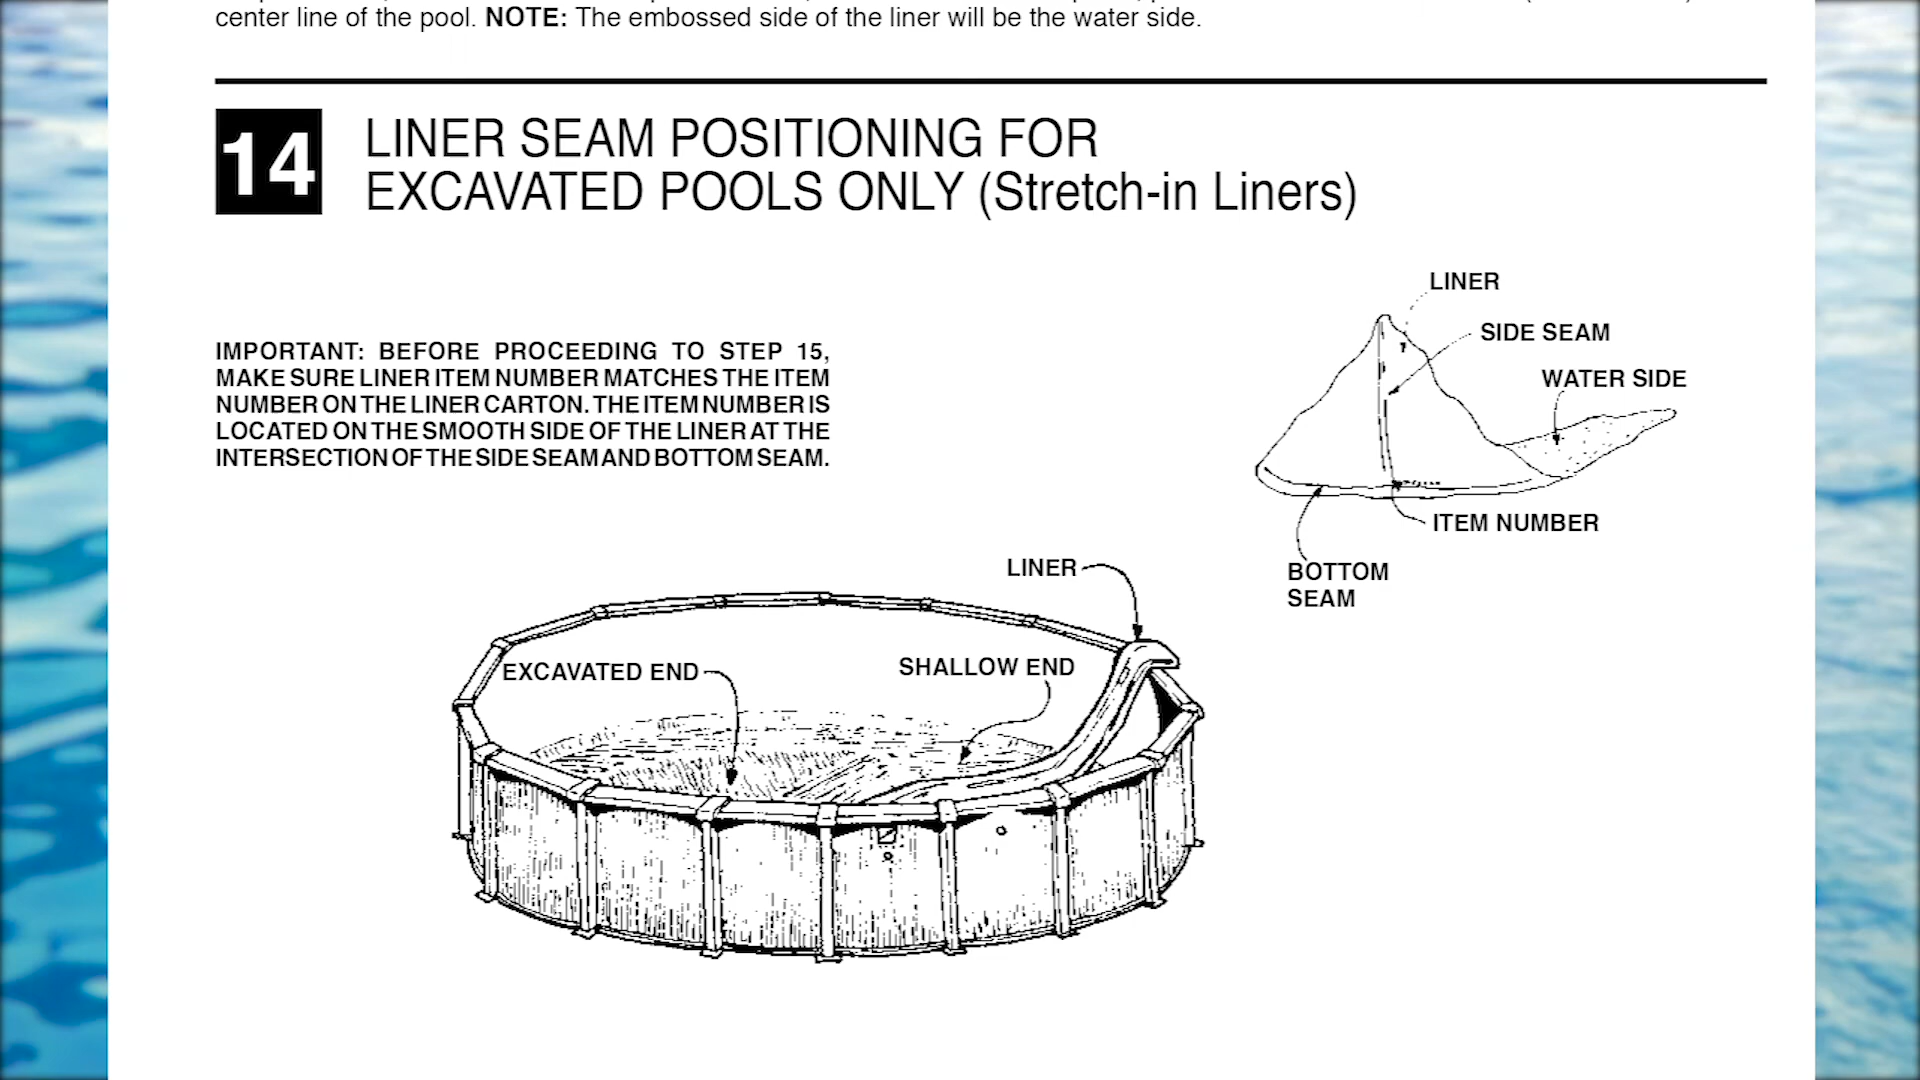 center line of the pool. NOTE: The embossed side of the liner will be the water side.
14
LINER SEAM POSITIONING FOR
EXCAVATED POOLS ONLY (Stretch-in Liners)
IMPORTANT: BEFORE PROCEEDING TO STEP 15,
MAKE SURE LINER ITEM NUMBER MATCHES THE ITEM
NUMBER ON THE LINER CARTON. THE ITEM NUMBER IS
LOCATED ON THE SMOOTH SIDE OF THE LINER AT THE
INTERSECTION OF THE SIDE SEAM AND BOTTOM SEAM.
LINER
SIDE SEAM
WATER SIDE
ITEM NUMBER
BOTTOM
SEAM
LINER
EXCAVATED END
SHALLOW END